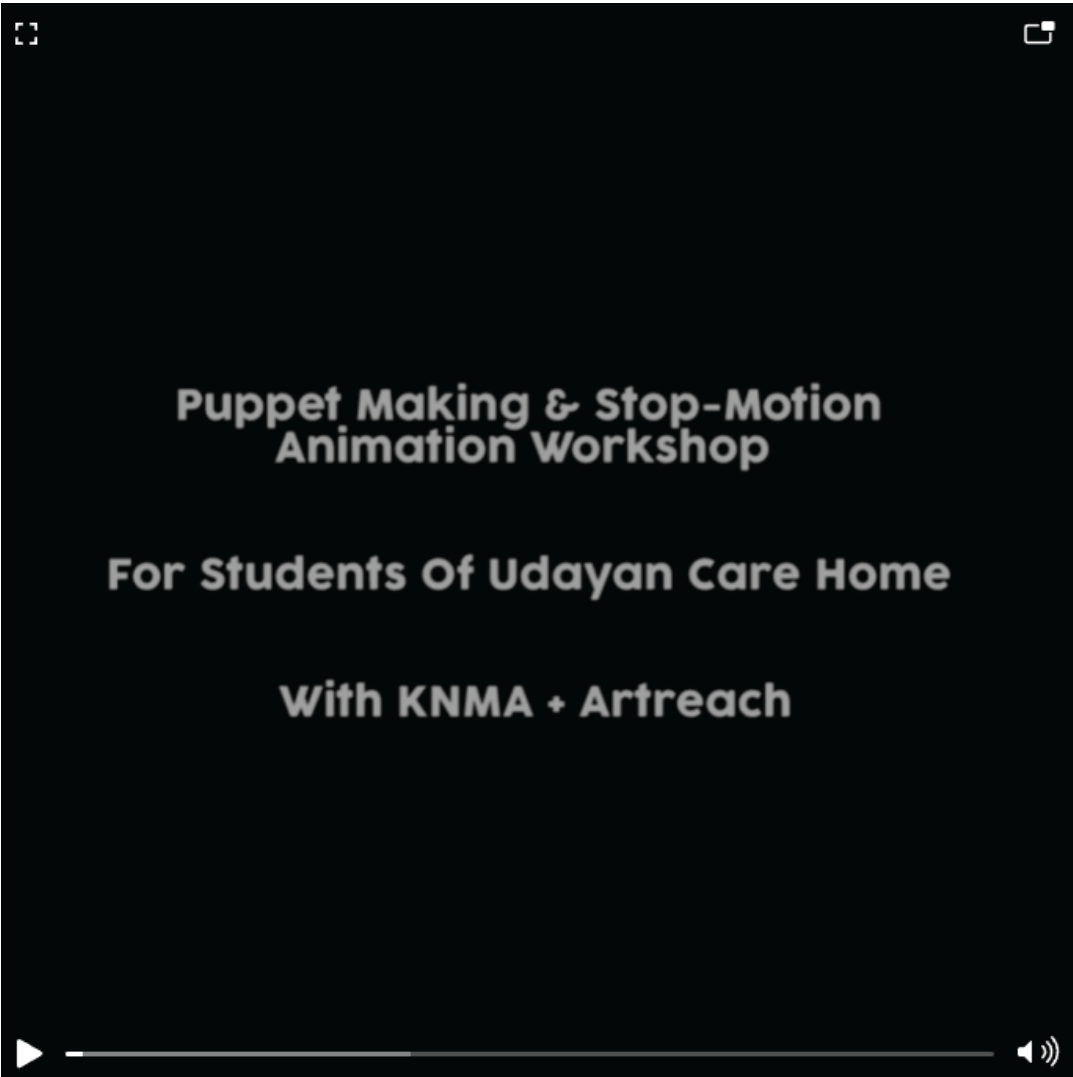 Puppet Making & Stop-Motion
Animation Workshop
For Students Of Udayan Care Home
With KNMA + Artreach